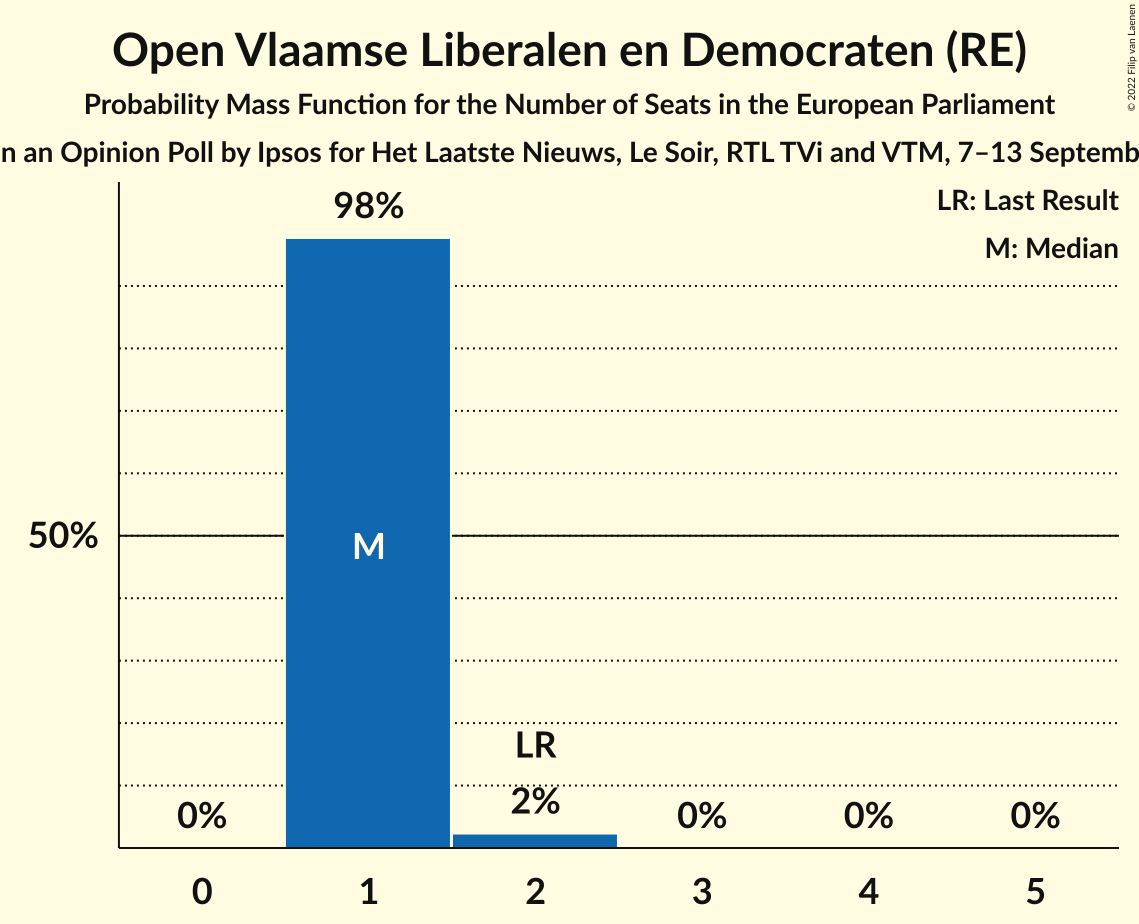 Open Vlaamse Liberalen en Democraten (RE)
Probability Mass Function for the Number of Seats in the European Parliament
n an Opinion Poll by Ipsos for Het Laatste Nieuws, Le Soir, RTL TVi and VTM, 7–13 Septemb
© 2022 Filip van Laenen
LR: Last Result
M: Median
98%
50%
M
LR
0%
2%
0%
0%
0%
0 1 2 3 4 5